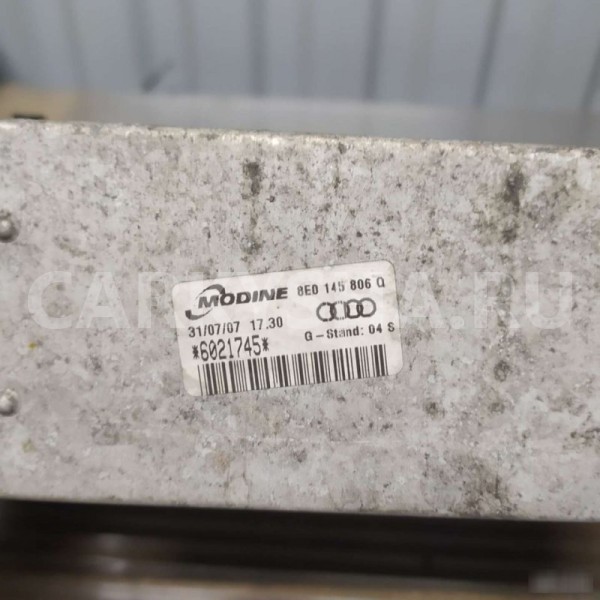 MODINE 8E0 145 806 Q
31/07/07 17.30
G-Stand: 04 S
*6021745*